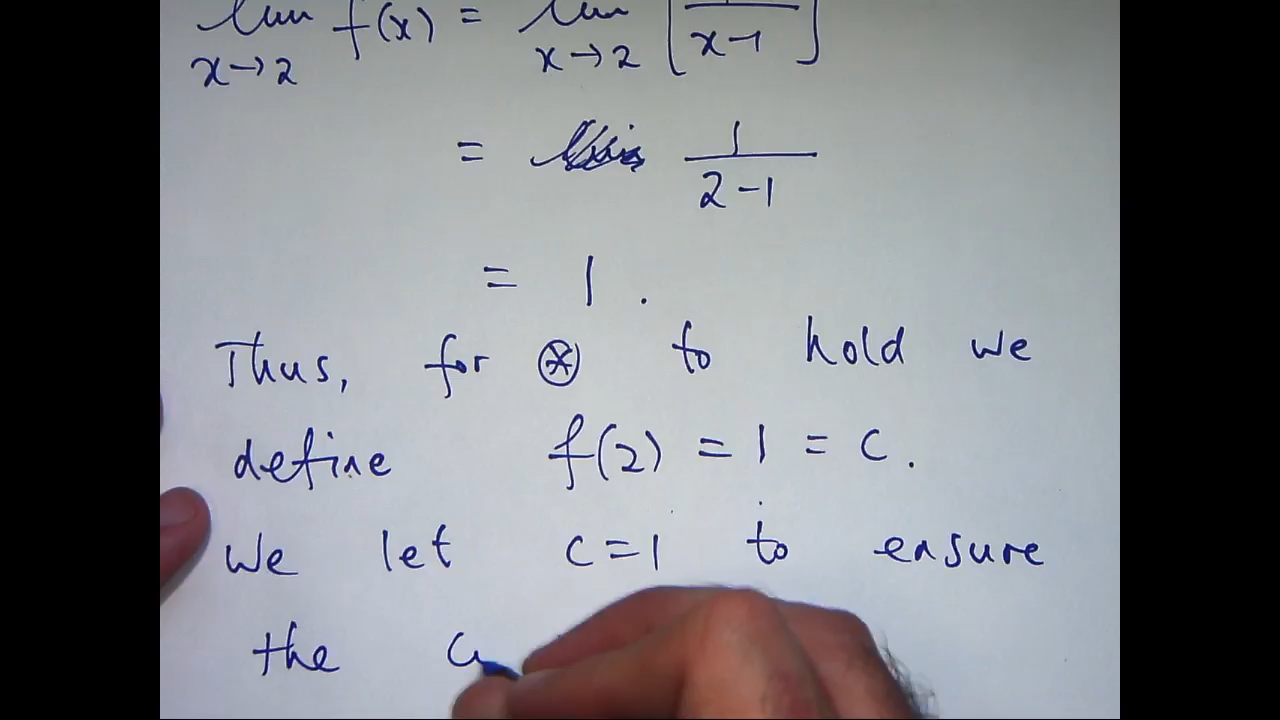 lim f(x) = lim [1/(x-1)]
x→2 x→2
= 1/(2-1)
= 1 .
Thus, for ⊛ to hold we
define f(2) = 1 = c .
We let c=1 to ensure
the